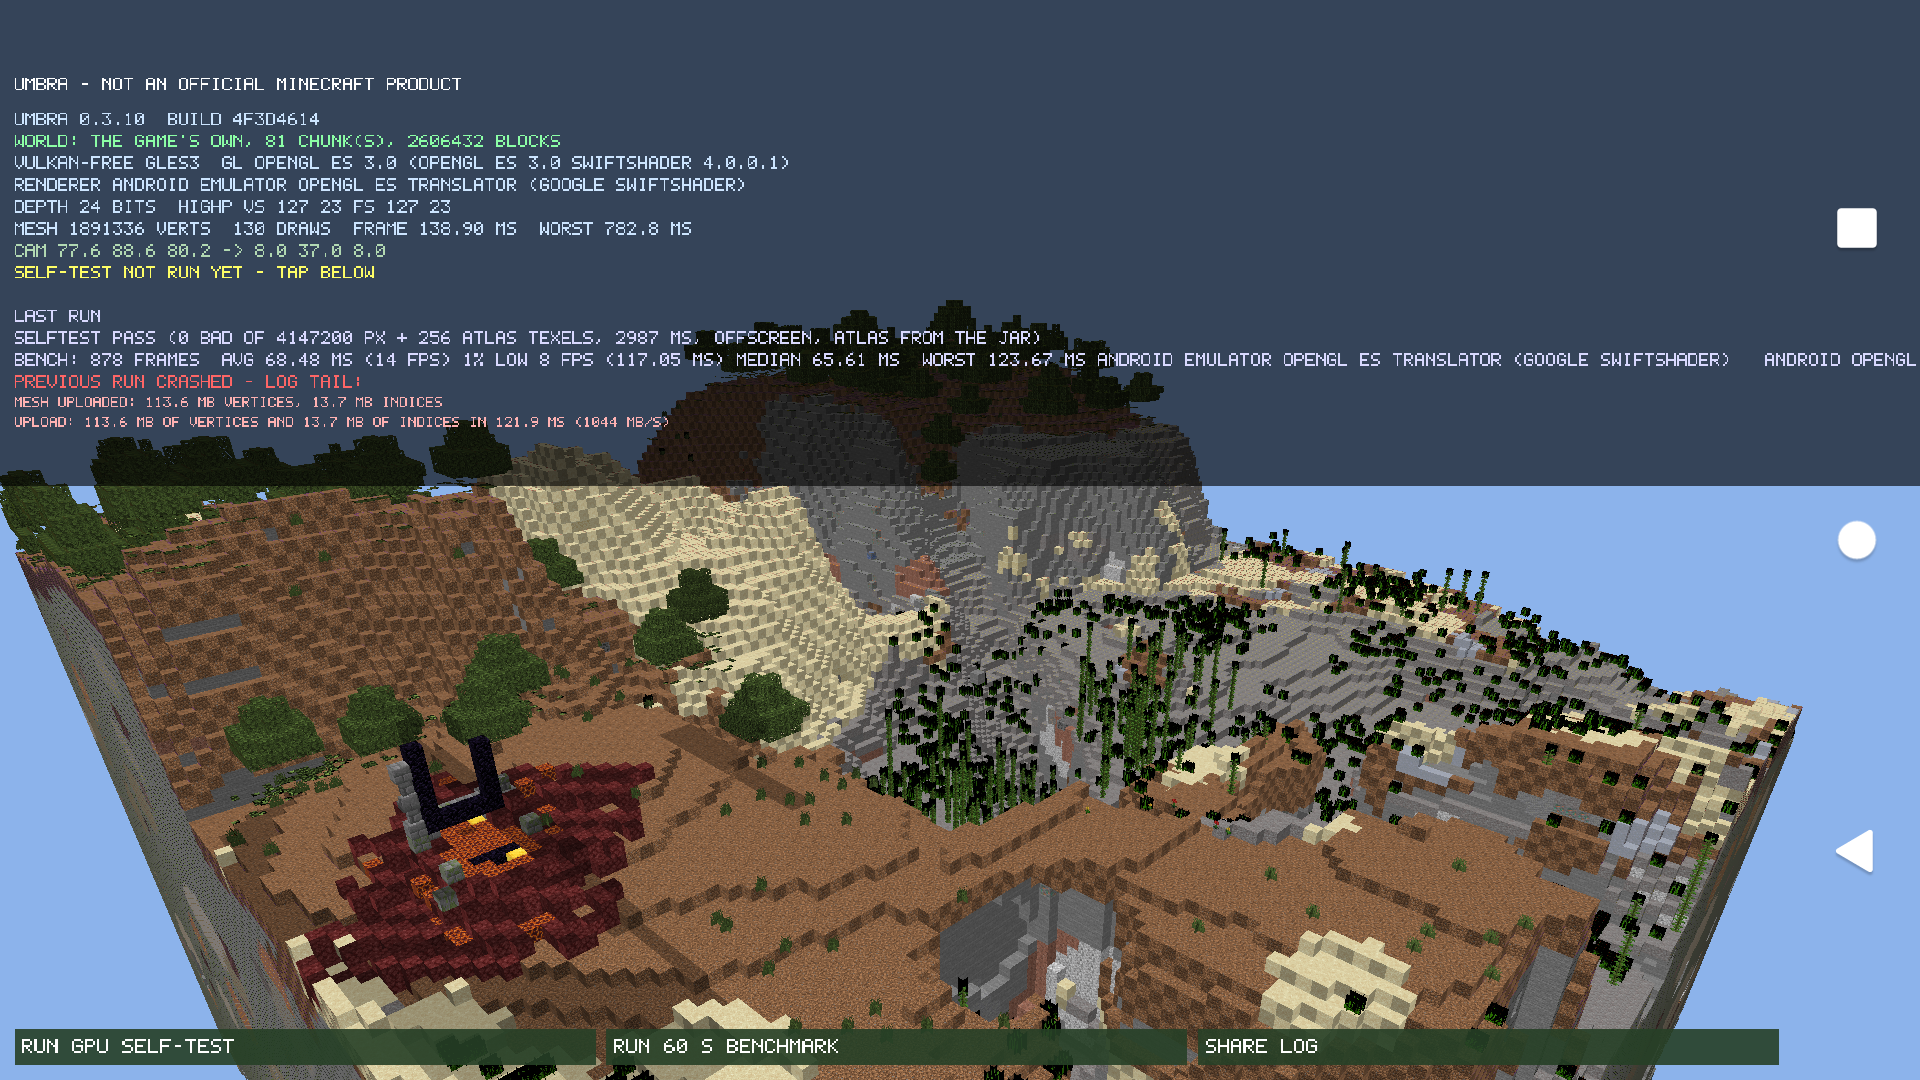 UMBRA - NOT AN OFFICIAL MINECRAFT PRODUCT
UMBRA 0.3.10  BUILD 4F3D4614
WORLD: THE GAME'S OWN, 81 CHUNK(S), 2606432 BLOCKS
VULKAN-FREE GLES3  GL OPENGL ES 3.0 (OPENGL ES 3.0 SWIFTSHADER 4.0.0.1)
RENDERER ANDROID EMULATOR OPENGL ES TRANSLATOR (GOOGLE SWIFTSHADER)
DEPTH 24 BITS  HIGHP VS 127 23 FS 127 23
MESH 1891336 VERTS  130 DRAWS  FRAME 138.90 MS  WORST 782.8 MS
CAM 77.6 88.6 80.2 -> 8.0 37.0 8.0
SELF-TEST NOT RUN YET - TAP BELOW
LAST RUN
SELFTEST PASS (0 BAD OF 4147200 PX + 256 ATLAS TEXELS, 2987 MS, OFFSCREEN, ATLAS FROM THE JAR)
BENCH: 878 FRAMES  AVG 68.48 MS (14 FPS) 1% LOW 8 FPS (117.05 MS) MEDIAN 65.61 MS  WORST 123.67 MS ANDROID EMULATOR OPENGL ES TRANSLATOR (GOOGLE SWIFTSHADER)   ANDROID OPENGL
PREVIOUS RUN CRASHED - LOG TAIL:
MESH UPLOADED: 113.6 MB VERTICES, 13.7 MB INDICES
UPLOAD: 113.6 MB OF VERTICES AND 13.7 MB OF INDICES IN 121.9 MS (1044 MB/S)
RUN GPU SELF-TEST
RUN 60 S BENCHMARK
SHARE LOG